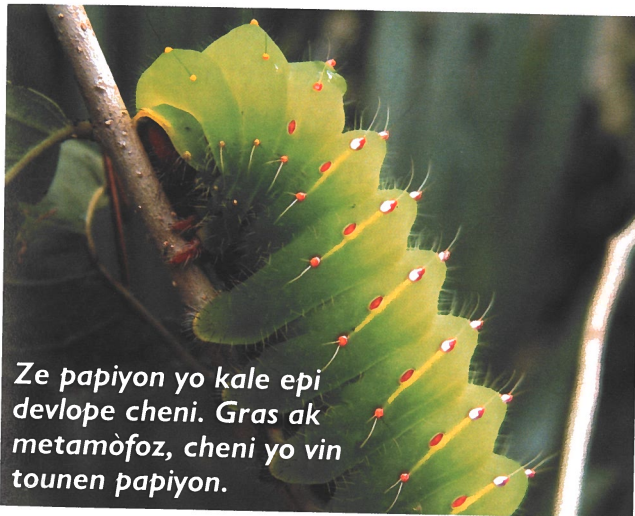 Ze papiyon yo kale epi
devlope cheni. Gras ak
metamòfoz, cheni yo vin
tounen papiyon.